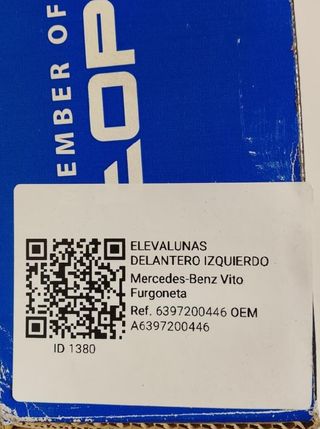 EMBER OF
ELEVALUNAS
DELANTERO IZQUIERDO
Mercedes-Benz Vito
Furgoneta
Ref. 6397200446 OEM
A6397200446
ID 1380